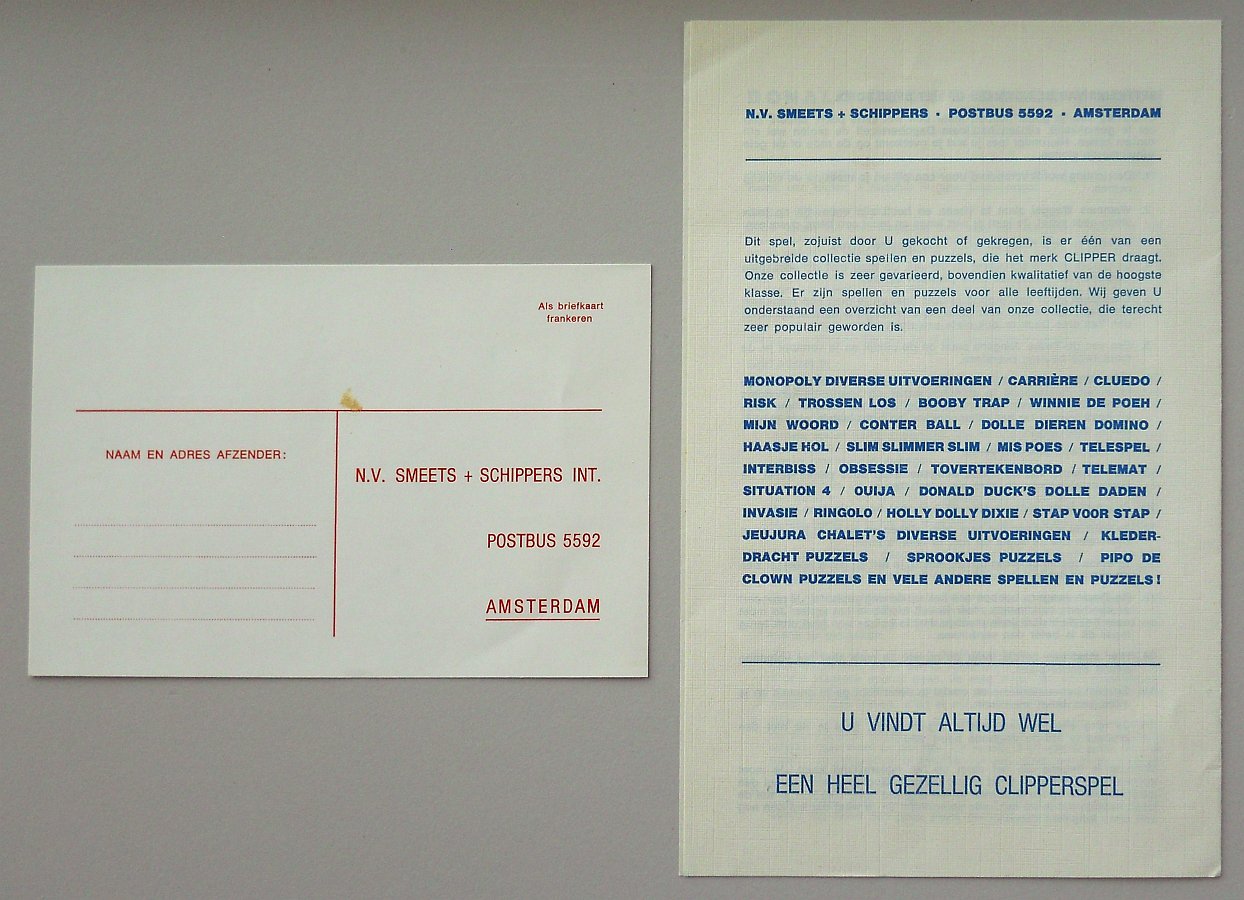 Als briefkaart
frankeren
NAAM EN ADRES AFZENDER:
N.V. SMEETS + SCHIPPERS INT.
POSTBUS 5592
AMSTERDAM
N.V. SMEETS + SCHIPPERS · POSTBUS 5592 · AMSTERDAM
Dit spel, zojuist door U gekocht of gekregen, is er één van een
uitgebreide collectie spellen en puzzels, die het merk CLIPPER draagt.
Onze collectie is zeer gevarieerd, bovendien kwalitatief van de hoogste
klasse. Er zijn spellen en puzzels voor alle leeftijden. Wij geven U
onderstaand een overzicht van een deel van onze collectie, die terecht
zeer populair geworden is.
MONOPOLY DIVERSE UITVOERINGEN / CARRIÈRE / CLUEDO /
RISK / TROSSEN LOS / BOOBY TRAP / WINNIE DE POEH /
MIJN WOORD / CONTER BALL / DOLLE DIEREN DOMINO /
HAASJE HOL / SLIM SLIMMER SLIM / MIS POES / TELESPEL /
INTERBISS / OBSESSIE / TOVERTEKENBORD / TELEMAT /
SITUATION 4 / OUIJA / DONALD DUCK'S DOLLE DADEN /
INVASIE / RINGOLO / HOLLY DOLLY DIXIE / STAP VOOR STAP /
JEUJURA CHALET'S DIVERSE UITVOERINGEN / KLEDER-
DRACHT PUZZELS / SPROOKJES PUZZELS / PIPO DE
CLOWN PUZZELS EN VELE ANDERE SPELLEN EN PUZZELS!
U VINDT ALTIJD WEL
EEN HEEL GEZELLIG CLIPPERSPEL